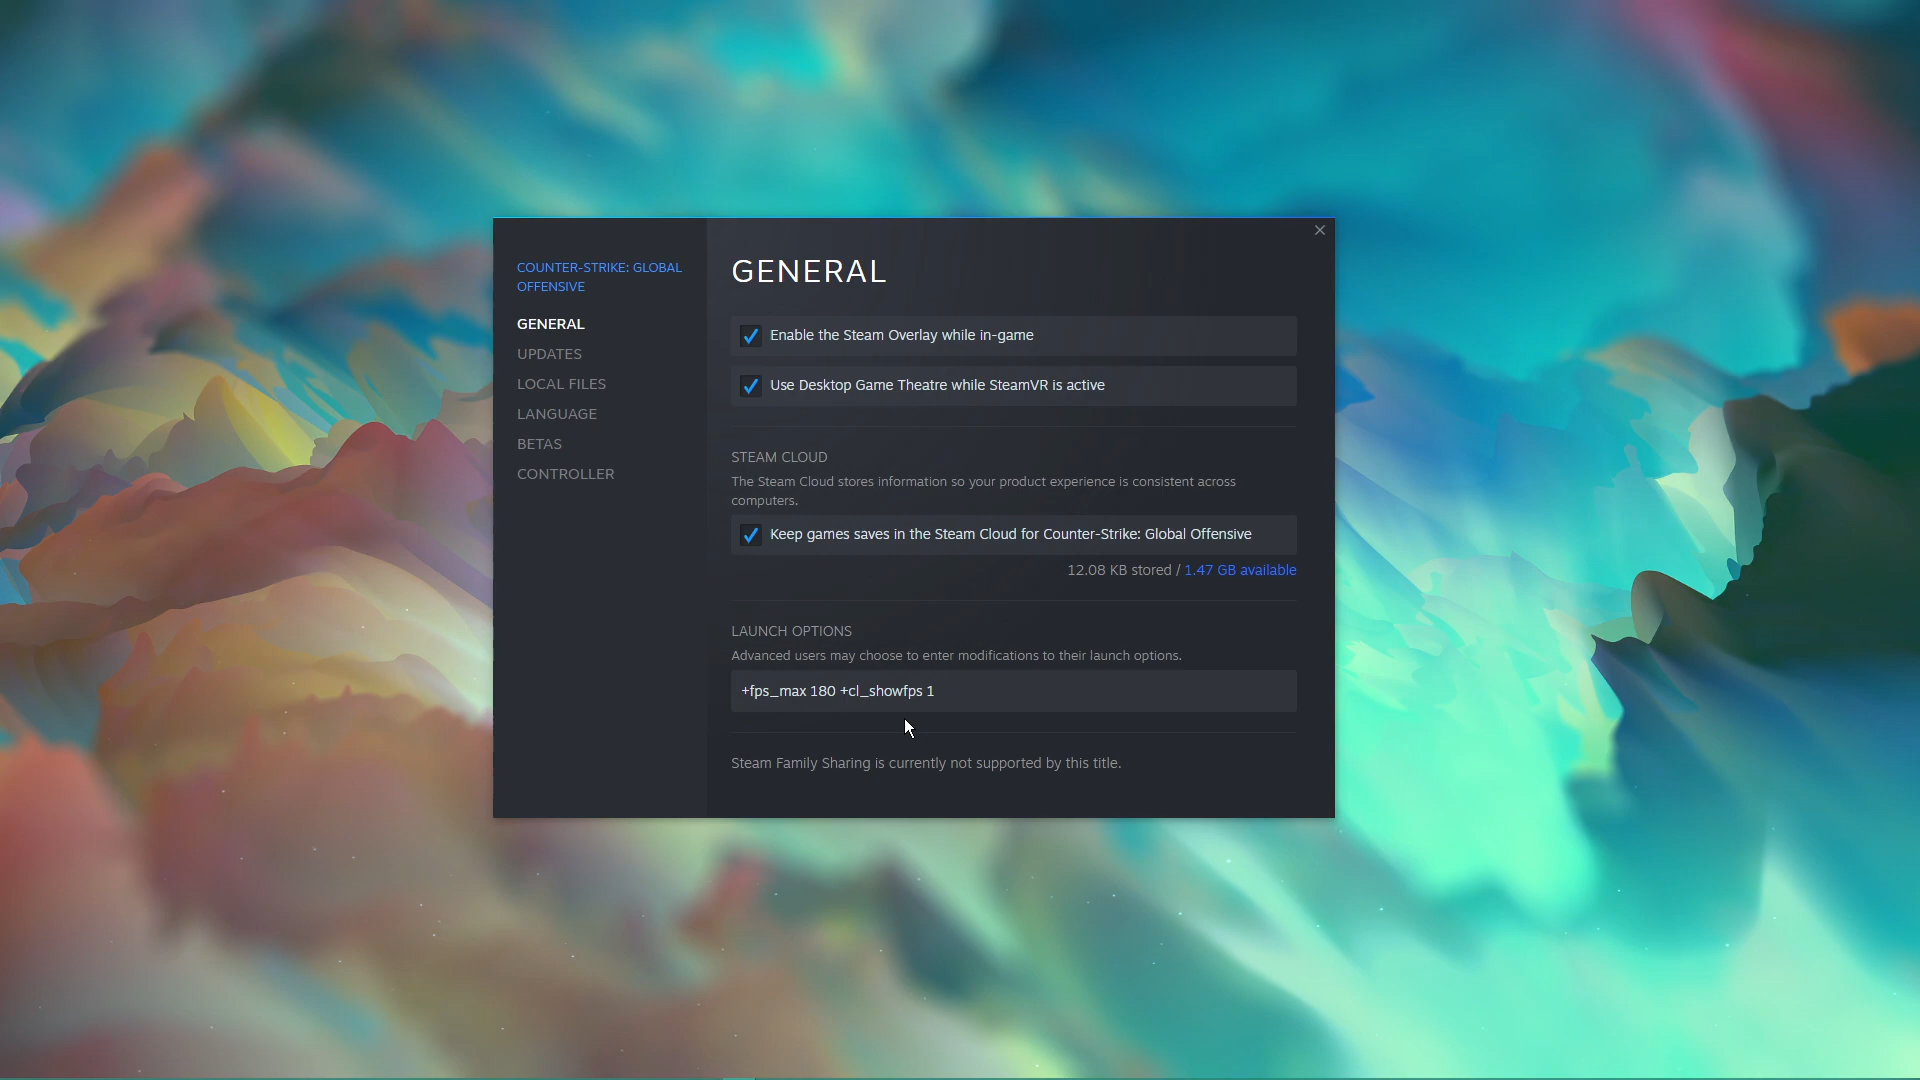 COUNTER-STRIKE: GLOBAL
OFFENSIVE
GENERAL
UPDATES
LOCAL FILES
LANGUAGE
BETAS
CONTROLLER
GENERAL
Enable the Steam Overlay while in-game
Use Desktop Game Theatre while SteamVR is active
STEAM CLOUD
The Steam Cloud stores information so your product experience is consistent across
computers.
Keep games saves in the Steam Cloud for Counter-Strike: Global Offensive
12.08 KB stored / 1.47 GB available
LAUNCH OPTIONS
Advanced users may choose to enter modifications to their launch options.
+fps_max 180 +cl_showfps 1
Steam Family Sharing is currently not supported by this title.